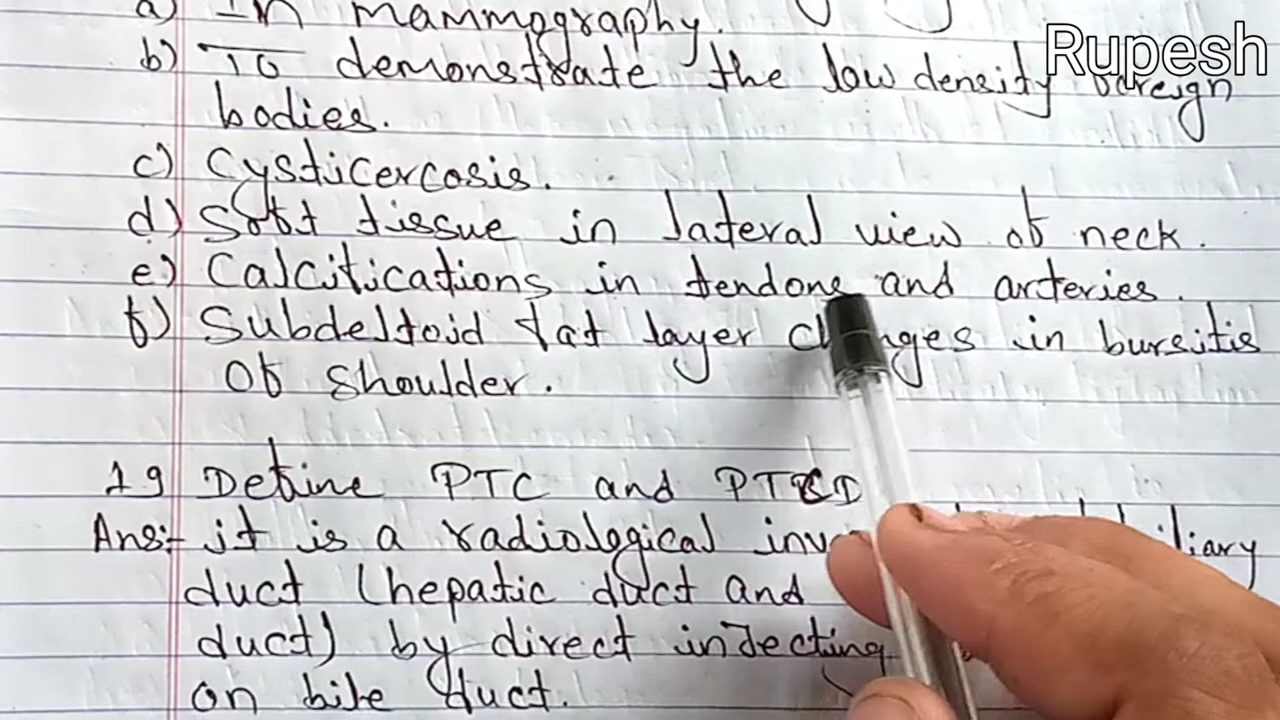 a) In mammography.
Rupesh
b) To demonstrate the low density foreign
bodies.
c) Cysticercosis.
d) Soft tissue in lateral view of neck.
e) Calcifications in tendons and arteries.
f) Subdeltoid fat layer changes in bursitis
of shoulder.
19 Define PTC and PTCD
Ans:- it is a radiological
duct (hepatic duct and
duct) by direct injecting
on bile duct.